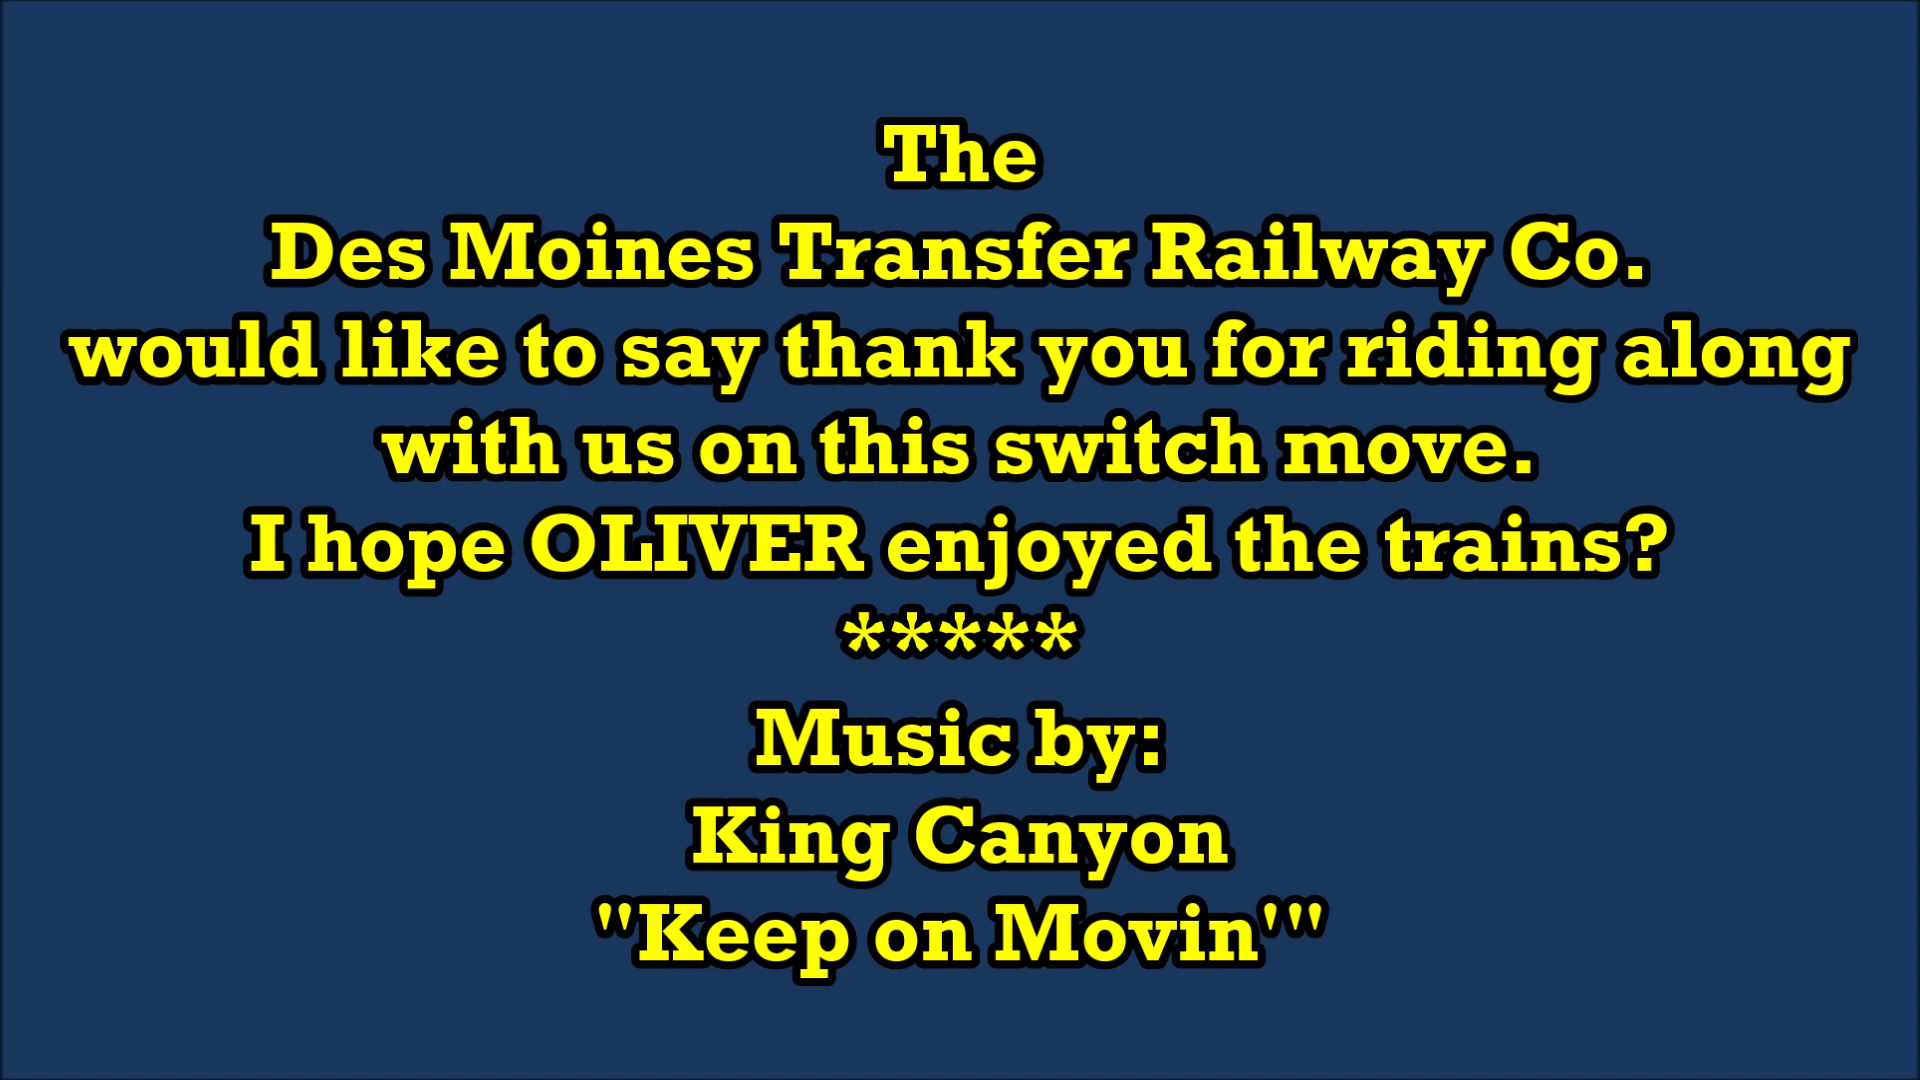 The
Des Moines Transfer Railway Co.
would like to say thank you for riding along
with us on this switch move.
I hope OLIVER enjoyed the trains?
*****
Music by:
King Canyon
"Keep on Movin'"